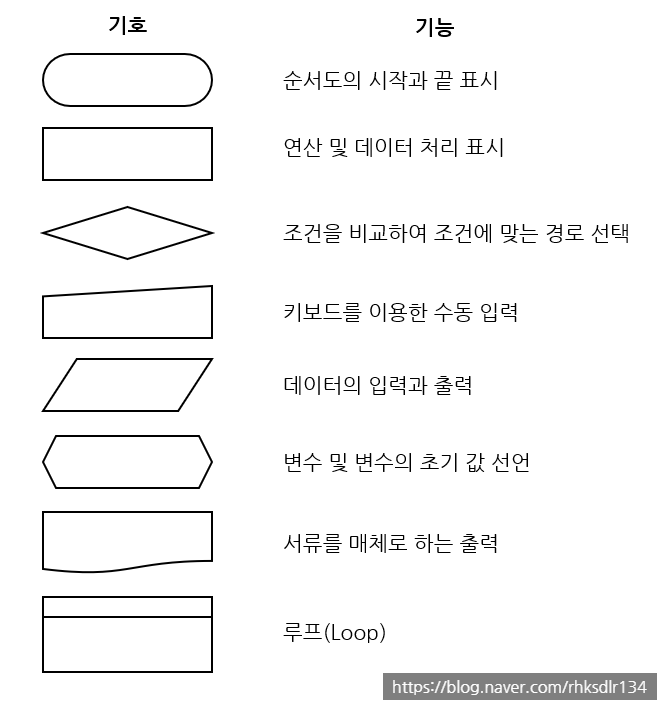 기호 기능
순서도의 시작과 끝 표시
연산 및 데이터 처리 표시
조건을 비교하여 조건에 맞는 경로 선택
키보드를 이용한 수동 입력
데이터의 입력과 출력
변수 및 변수의 초기 값 선언
서류를 매체로 하는 출력
루프(Loop)
https://blog.naver.com/rhksdlr134